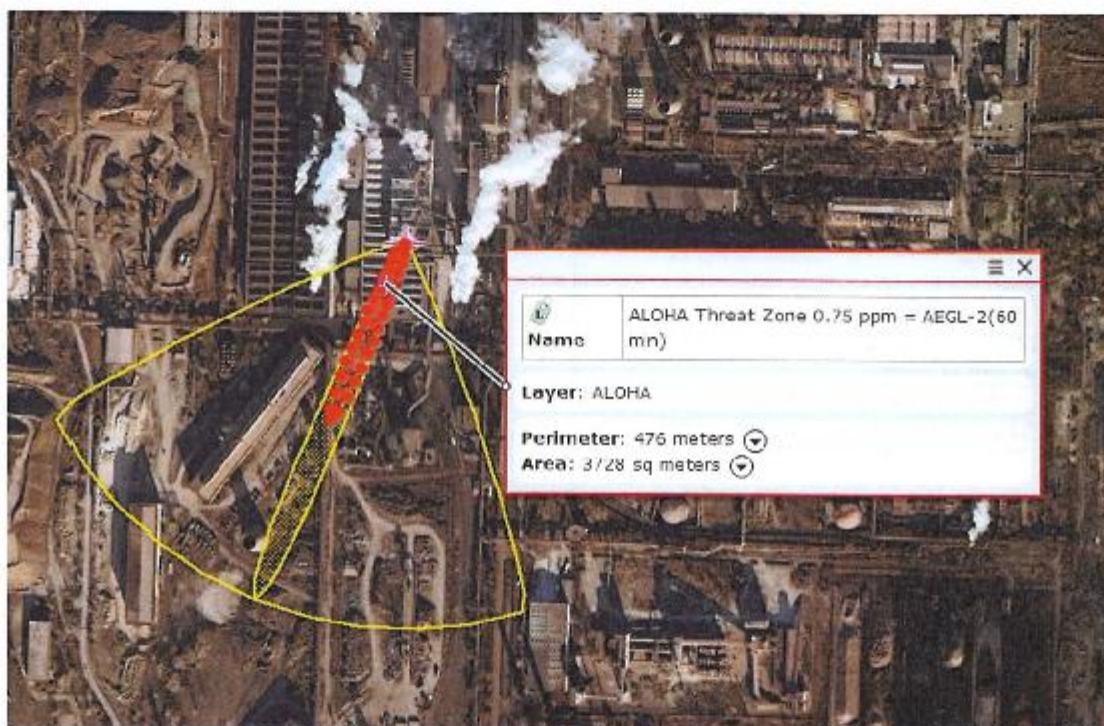 ALOHA Threat Zone 0.75 ppm = AEGL-2(60
mn)
Name
Layer: ALOHA
Perimeter: 476 meters
Area: 3728 sq meters